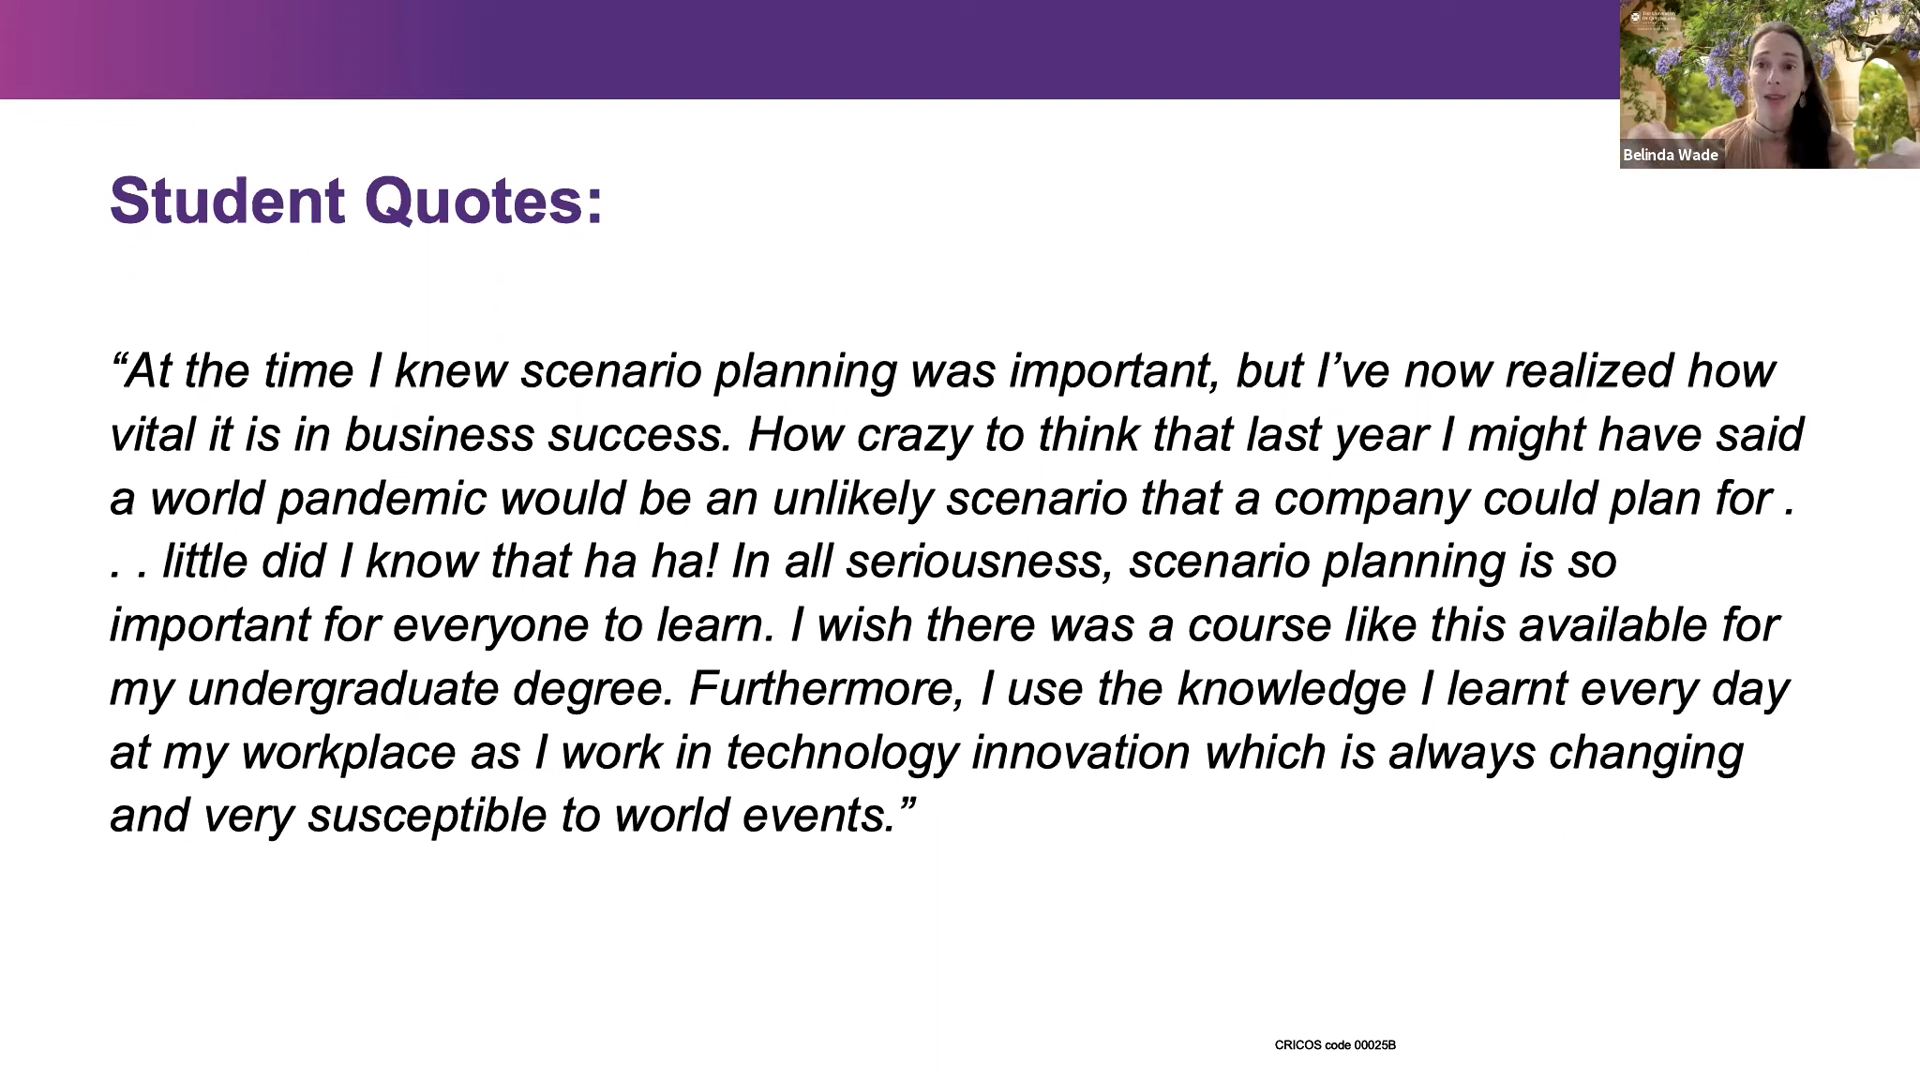 THE UNIVERSITY
OF QUEENSLAND
Belinda Wade
Student Quotes:
“At the time I knew scenario planning was important, but I’ve now realized how
vital it is in business success. How crazy to think that last year I might have said
a world pandemic would be an unlikely scenario that a company could plan for .
. . little did I know that ha ha! In all seriousness, scenario planning is so
important for everyone to learn. I wish there was a course like this available for
my undergraduate degree. Furthermore, I use the knowledge I learnt every day
at my workplace as I work in technology innovation which is always changing
and very susceptible to world events.”
CRICOS code 00025B